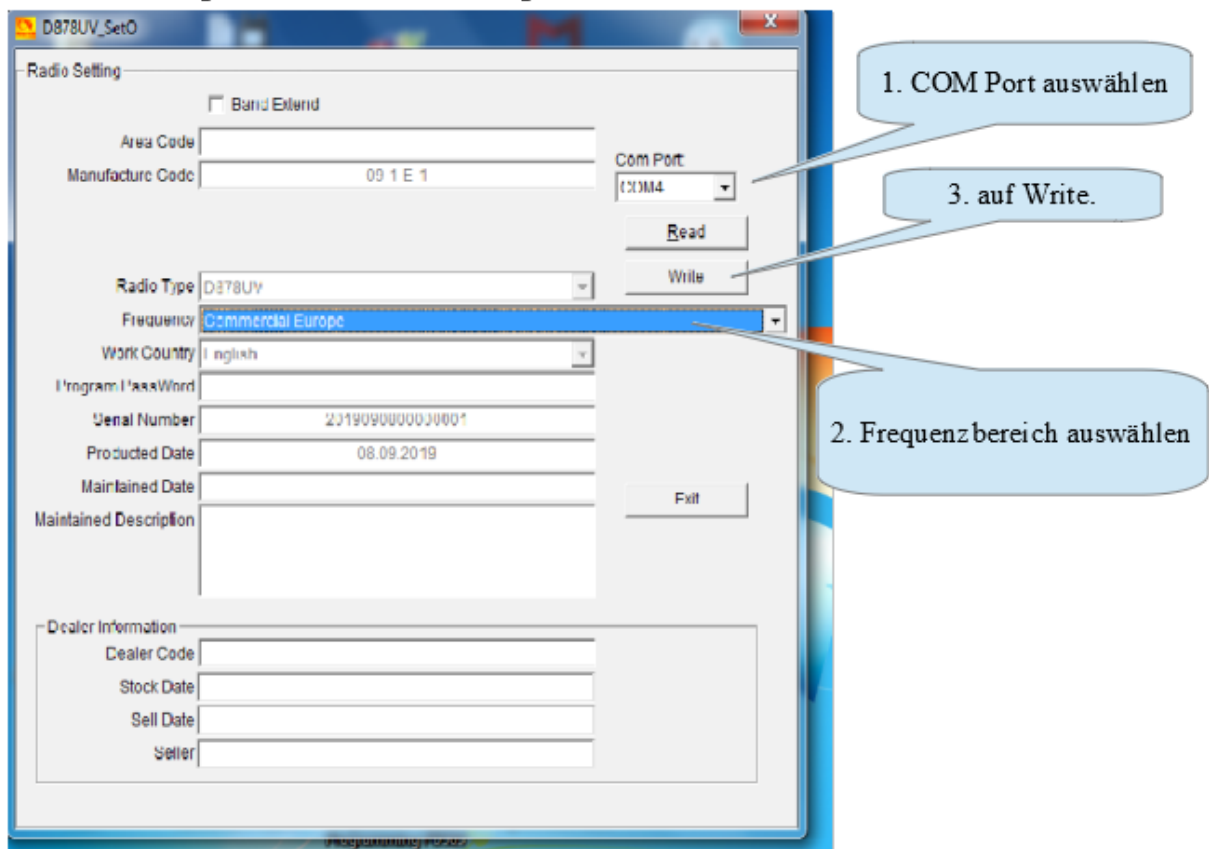 D878UV_SetO
x
Radio Setting
Band Extend
1. COM Port auswählen
Area Code
Manufacture Code 09 1 E 1
Com Port
COM4
3. auf Write.
Read
Write
Radio Type D878UV
Frequency Commercial Europe
Work Country English
Program PassWord
2. Frequenzbereich auswählen
Serial Number
Producted Date 08.09.2019
Maintained Date
Exit
Maintained Description
Dealer Information
Dealer Code
Stock Date
Sell Date
Seller